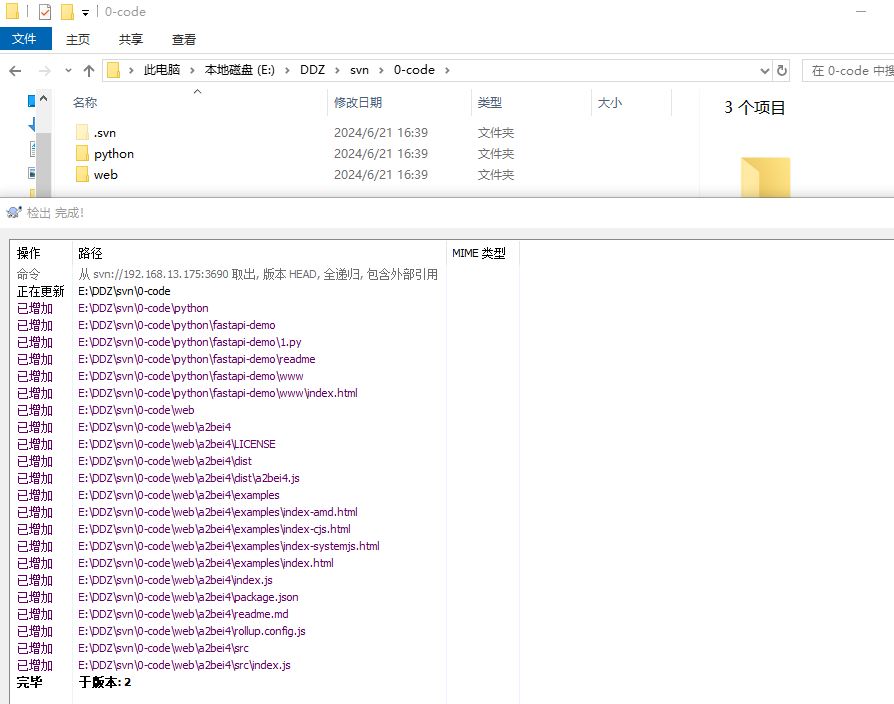 0-code
文件 主页 共享 查看
此电脑 本地磁盘 (E:) DDZ svn 0-code 在 0-code 中搜
名称 修改日期 类型 大小 3 个项目
.svn 2024/6/21 16:39 文件夹
python 2024/6/21 16:39 文件夹
web 2024/6/21 16:39 文件夹
检出 完成!
操作 路径 MIME 类型
命令 从 svn://192.168.13.175:3690 取出, 版本 HEAD, 全递归, 包含外部引用
正在更新 E:\DDZ\svn\0-code
已增加 E:\DDZ\svn\0-code\python
已增加 E:\DDZ\svn\0-code\python\fastapi-demo
已增加 E:\DDZ\svn\0-code\python\fastapi-demo\1.py
已增加 E:\DDZ\svn\0-code\python\fastapi-demo\readme
已增加 E:\DDZ\svn\0-code\python\fastapi-demo\www
已增加 E:\DDZ\svn\0-code\python\fastapi-demo\www\index.html
已增加 E:\DDZ\svn\0-code\web
已增加 E:\DDZ\svn\0-code\web\a2bei4
已增加 E:\DDZ\svn\0-code\web\a2bei4\LICENSE
已增加 E:\DDZ\svn\0-code\web\a2bei4\dist
已增加 E:\DDZ\svn\0-code\web\a2bei4\dist\a2bei4.js
已增加 E:\DDZ\svn\0-code\web\a2bei4\examples
已增加 E:\DDZ\svn\0-code\web\a2bei4\examples\index-amd.html
已增加 E:\DDZ\svn\0-code\web\a2bei4\examples\index-cjs.html
已增加 E:\DDZ\svn\0-code\web\a2bei4\examples\index-systemjs.html
已增加 E:\DDZ\svn\0-code\web\a2bei4\examples\index.html
已增加 E:\DDZ\svn\0-code\web\a2bei4\index.js
已增加 E:\DDZ\svn\0-code\web\a2bei4\package.json
已增加 E:\DDZ\svn\0-code\web\a2bei4\readme.md
已增加 E:\DDZ\svn\0-code\web\a2bei4\rollup.config.js
已增加 E:\DDZ\svn\0-code\web\a2bei4\src
已增加 E:\DDZ\svn\0-code\web\a2bei4\src\index.js
完毕 于版本: 2